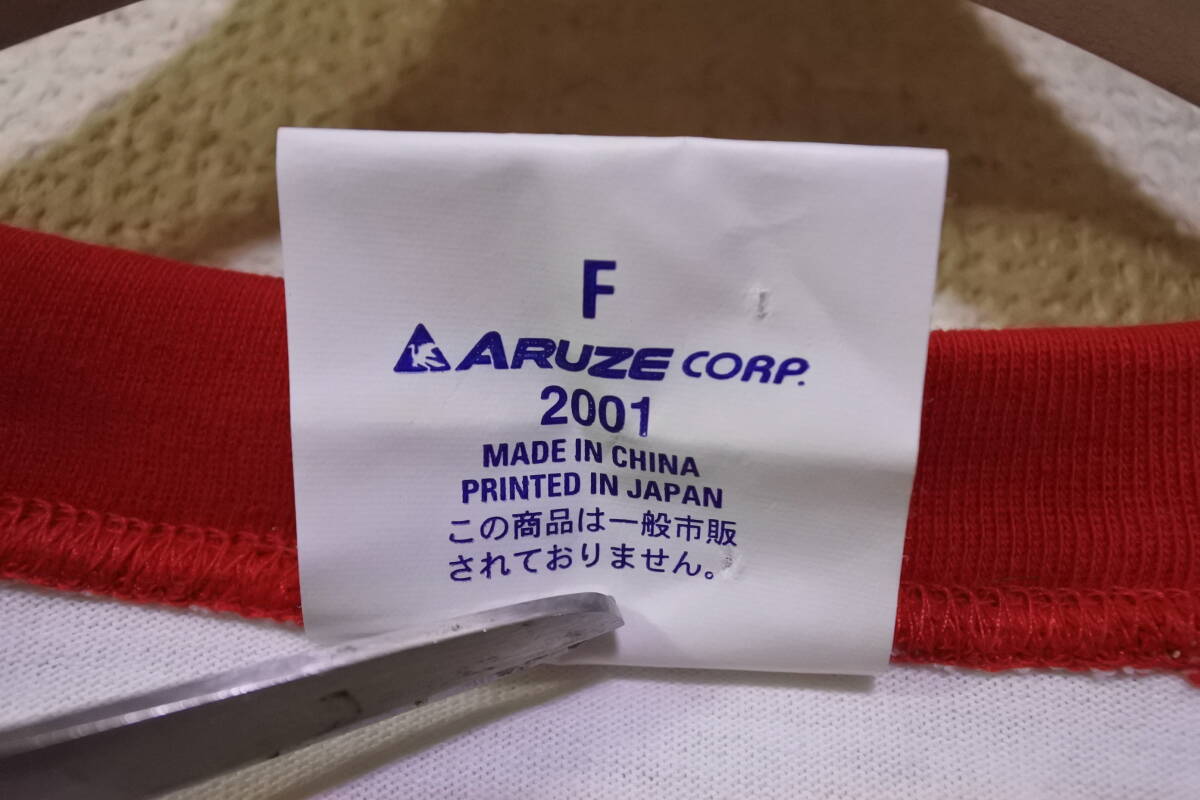 F
ARUZE CORP.
2001
MADE IN CHINA
PRINTED IN JAPAN
この商品は一般市販
されておりません。